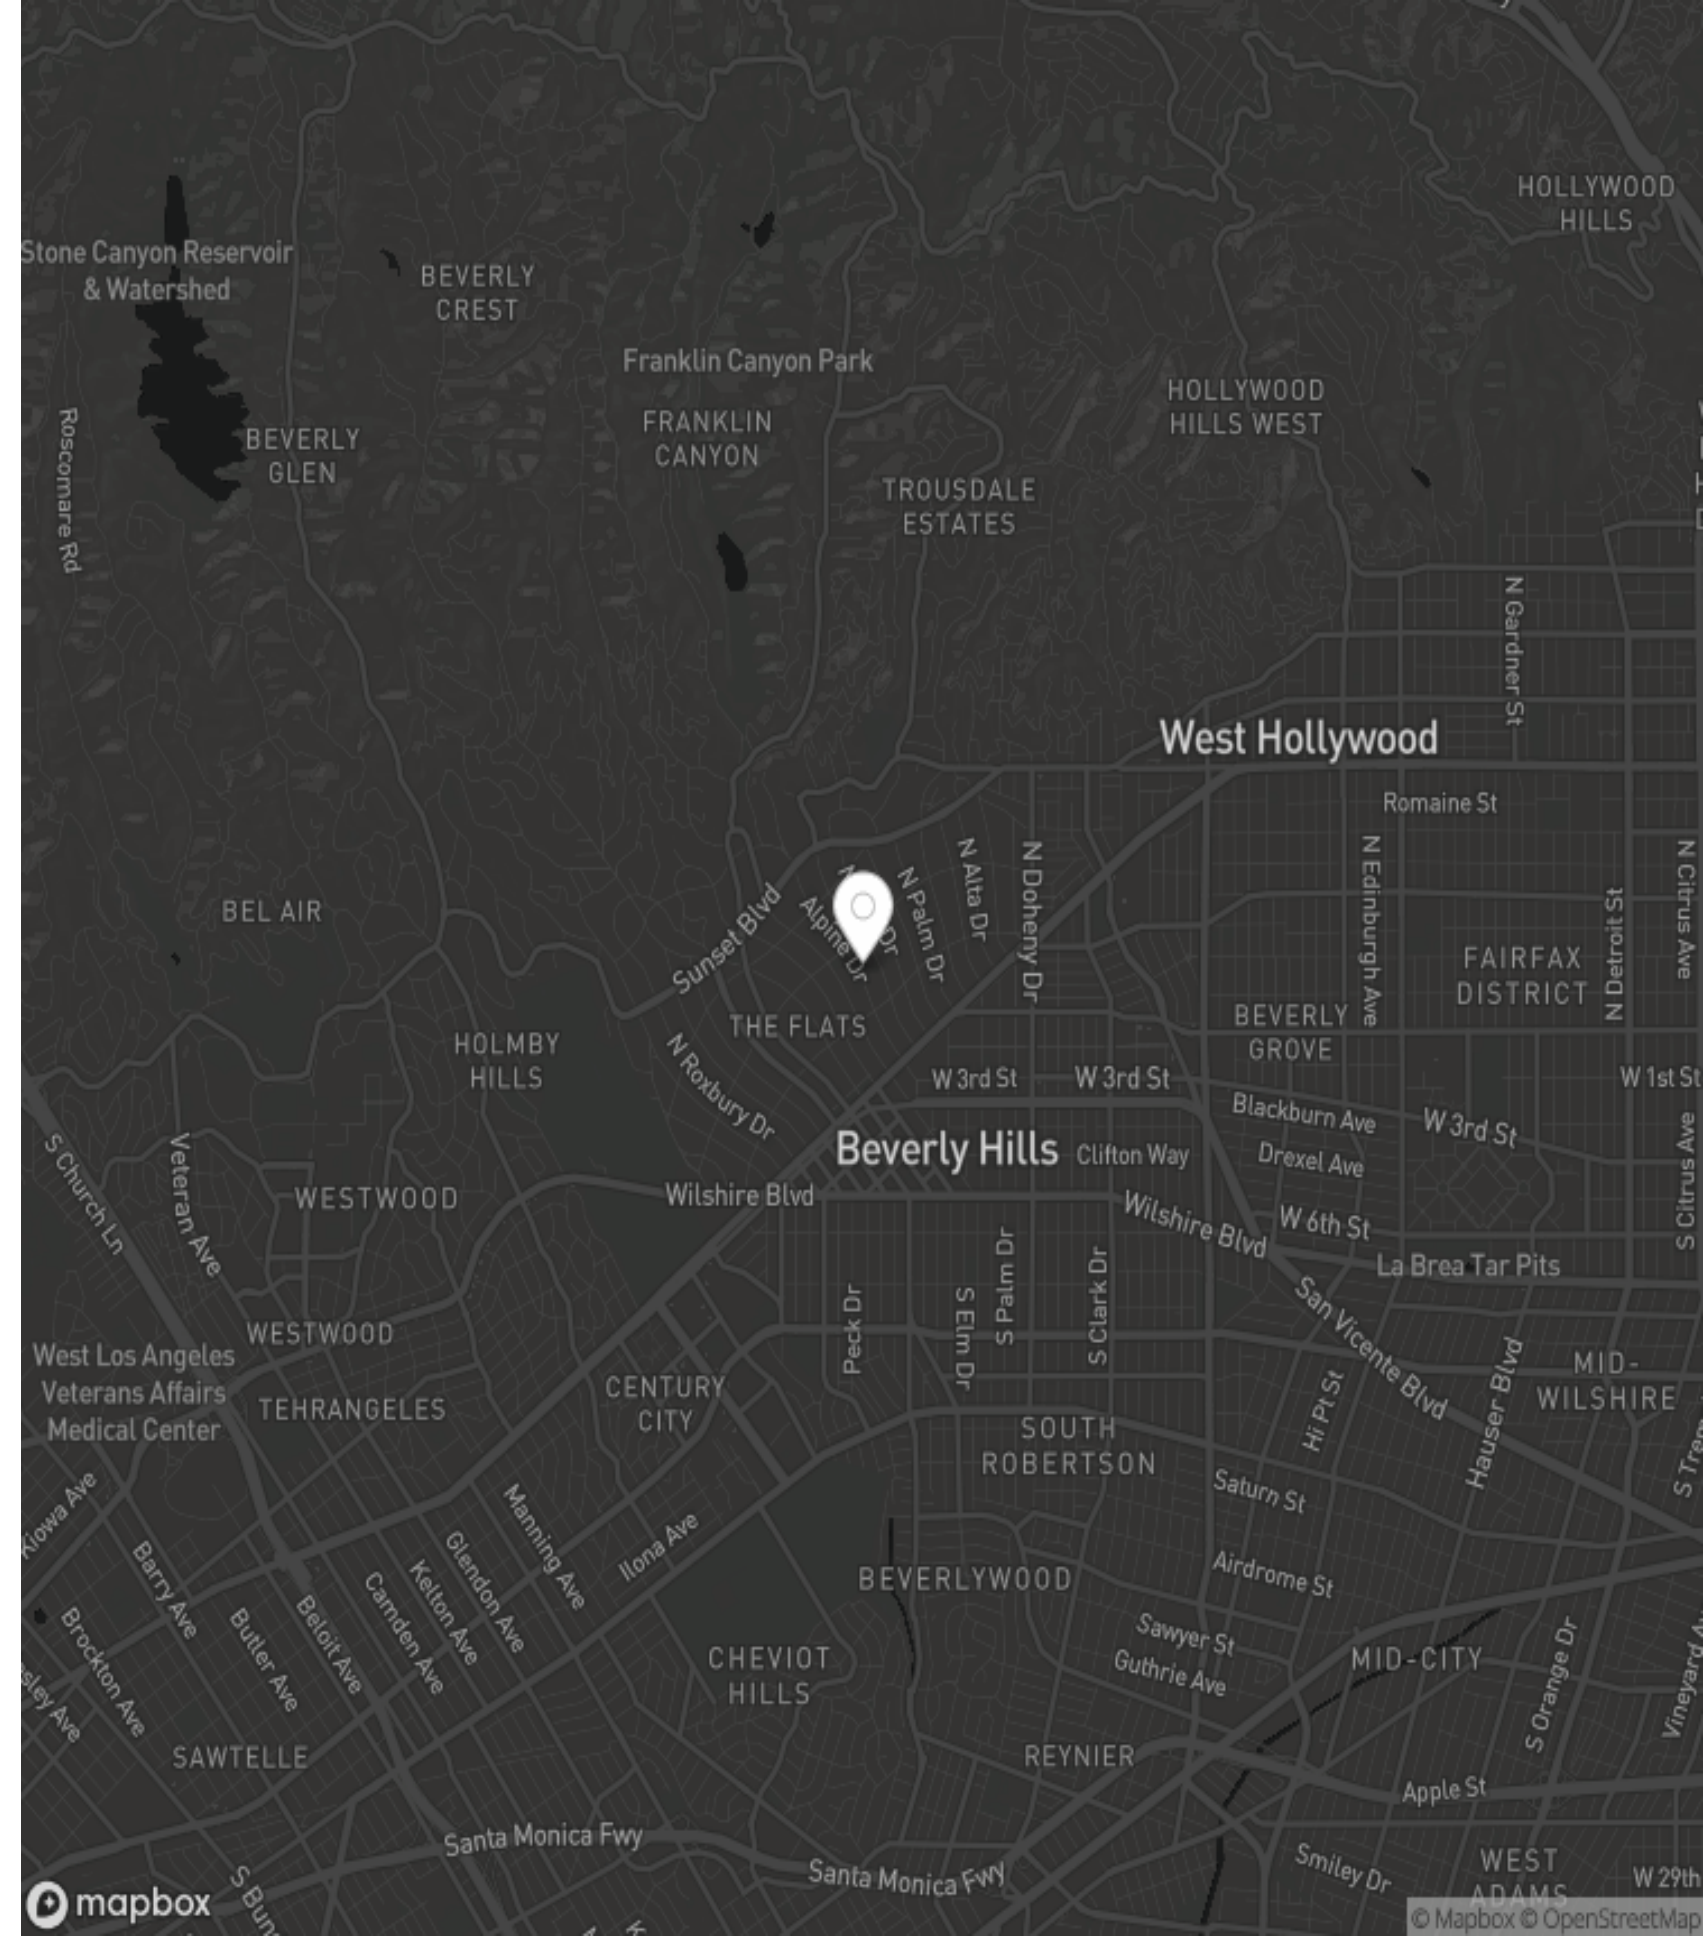 HOLLYWOOD
HILLS
Stone Canyon Reservoir
& Watershed
BEVERLY
CREST
Franklin Canyon Park
HOLLYWOOD
HILLS WEST
Roscomare Rd
BEVERLY
GLEN
FRANKLIN
CANYON
TROUSDALE
ESTATES
N Gardner St
West Hollywood
Romaine St
N Alta Dr
N Doheny Dr
N Edinburgh Ave
N Citrus Ave
BEL AIR
Sunset Blvd
Alpine Dr
Dr
N Palm Dr
N Detroit St
FAIRFAX
DISTRICT
THE FLATS
BEVERLY
GROVE
HOLMBY
HILLS
N Roxbury Dr
W 3rd St
W 3rd St
W 1st St
Blackburn Ave
W 3rd St
S Church Ln
Veteran Ave
Beverly Hills
Clifton Way
Drexel Ave
S Citrus Ave
WESTWOOD
Wilshire Blvd
Wilshire Blvd
W 6th St
La Brea Tar Pits
S Palm Dr
S Clark Dr
Peck Dr
S Elm Dr
San Vicente Blvd
WESTWOOD
West Los Angeles
Veterans Affairs
Medical Center
TEHRANGELES
CENTURY
CITY
Hi Pt St
Hauser Blvd
MID-
WILSHIRE
SOUTH
ROBERTSON
Saturn St
S Tre
Kiowa Ave
Barry Ave
Manning Ave
Glendon Ave
Kelton Ave
Camden Ave
Ilona Ave
BEVERLYWOOD
Airdrome St
Brockton Ave
Butler Ave
Beloit Ave
Sawyer St
Guthrie Ave
MID-CITY
S Orange Dr
Vineyard A
sley Ave
CHEVIOT
HILLS
SAWTELLE
REYNIER
Apple St
Santa Monica Fwy
Santa Monica Fwy
Smiley Dr
WEST
ADAMS
W 29th
S Bun
mapbox
© Mapbox © OpenStreetMap